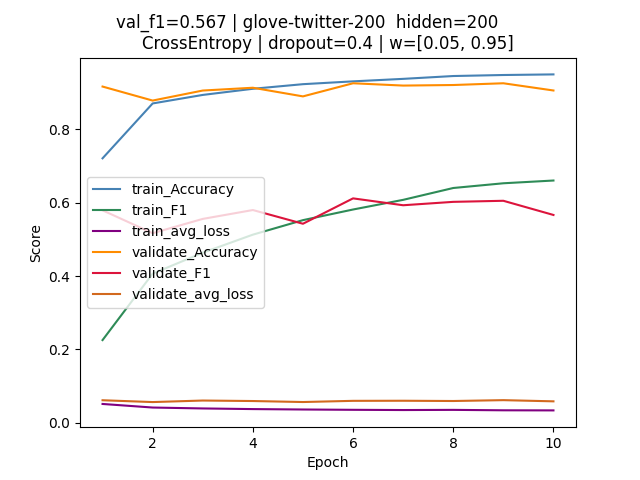 val_f1=0.567 | glove-twitter-200  hidden=200
CrossEntropy | dropout=0.4 | w=[0.05, 0.95]
0.8
0.6
0.4
0.2
0.0
Score
train_Accuracy
train_F1
train_avg_loss
validate_Accuracy
validate_F1
validate_avg_loss
2 4 6 8 10
Epoch